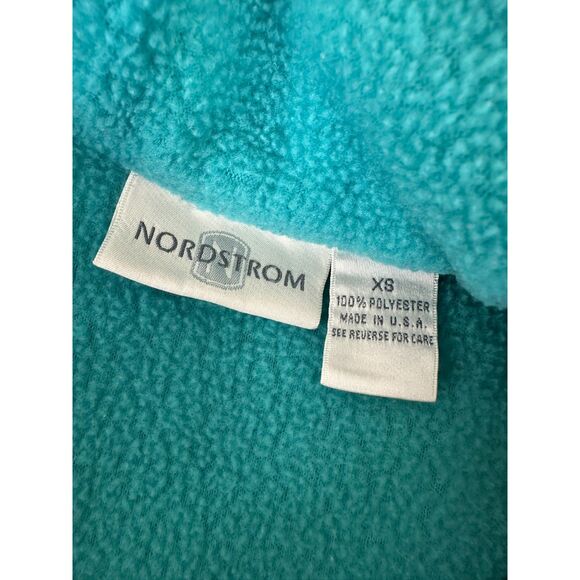 NORDSTROM
N
XS
100% POLYESTER
MADE IN U.S.A.
SEE REVERSE FOR CARE